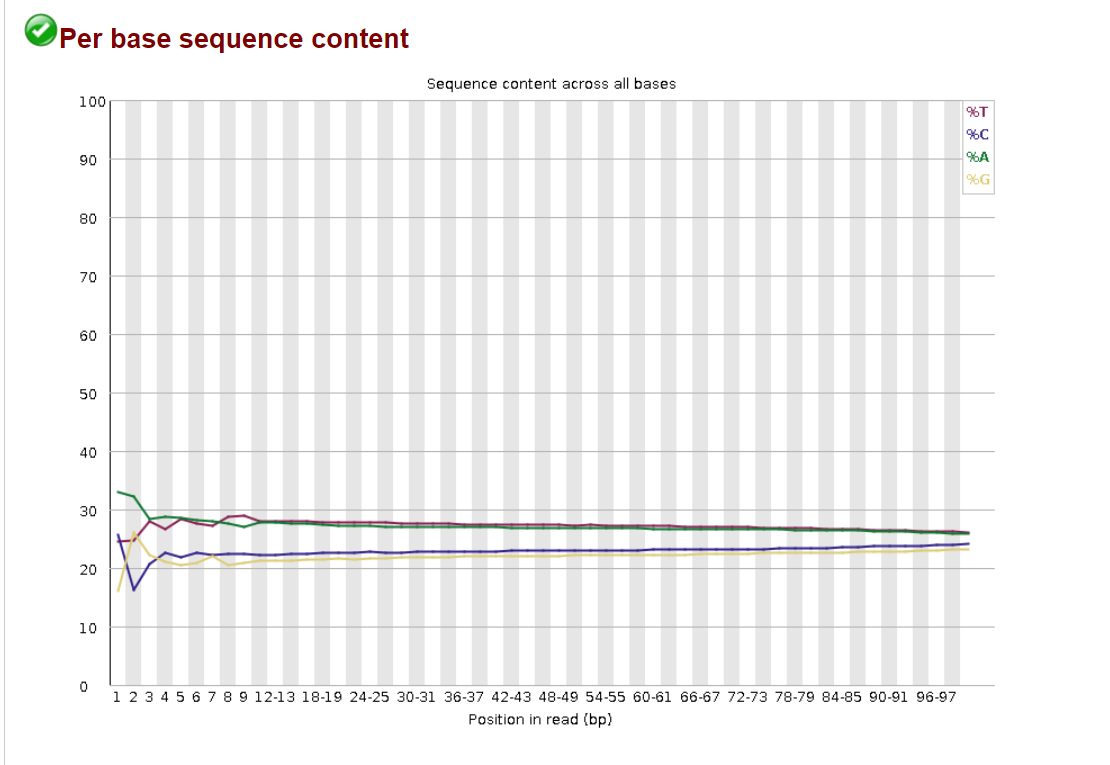 Per base sequence content
Sequence content across all bases
100
90
80
70
60
50
40
30
20
10
0
%T
%C
%A
%G
1 2 3 4 5 6 7 8 9 12-13 18-19 24-25 30-31 36-37 42-43 48-49 54-55 60-61 66-67 72-73 78-79 84-85 90-91 96-97
Position in read (bp)